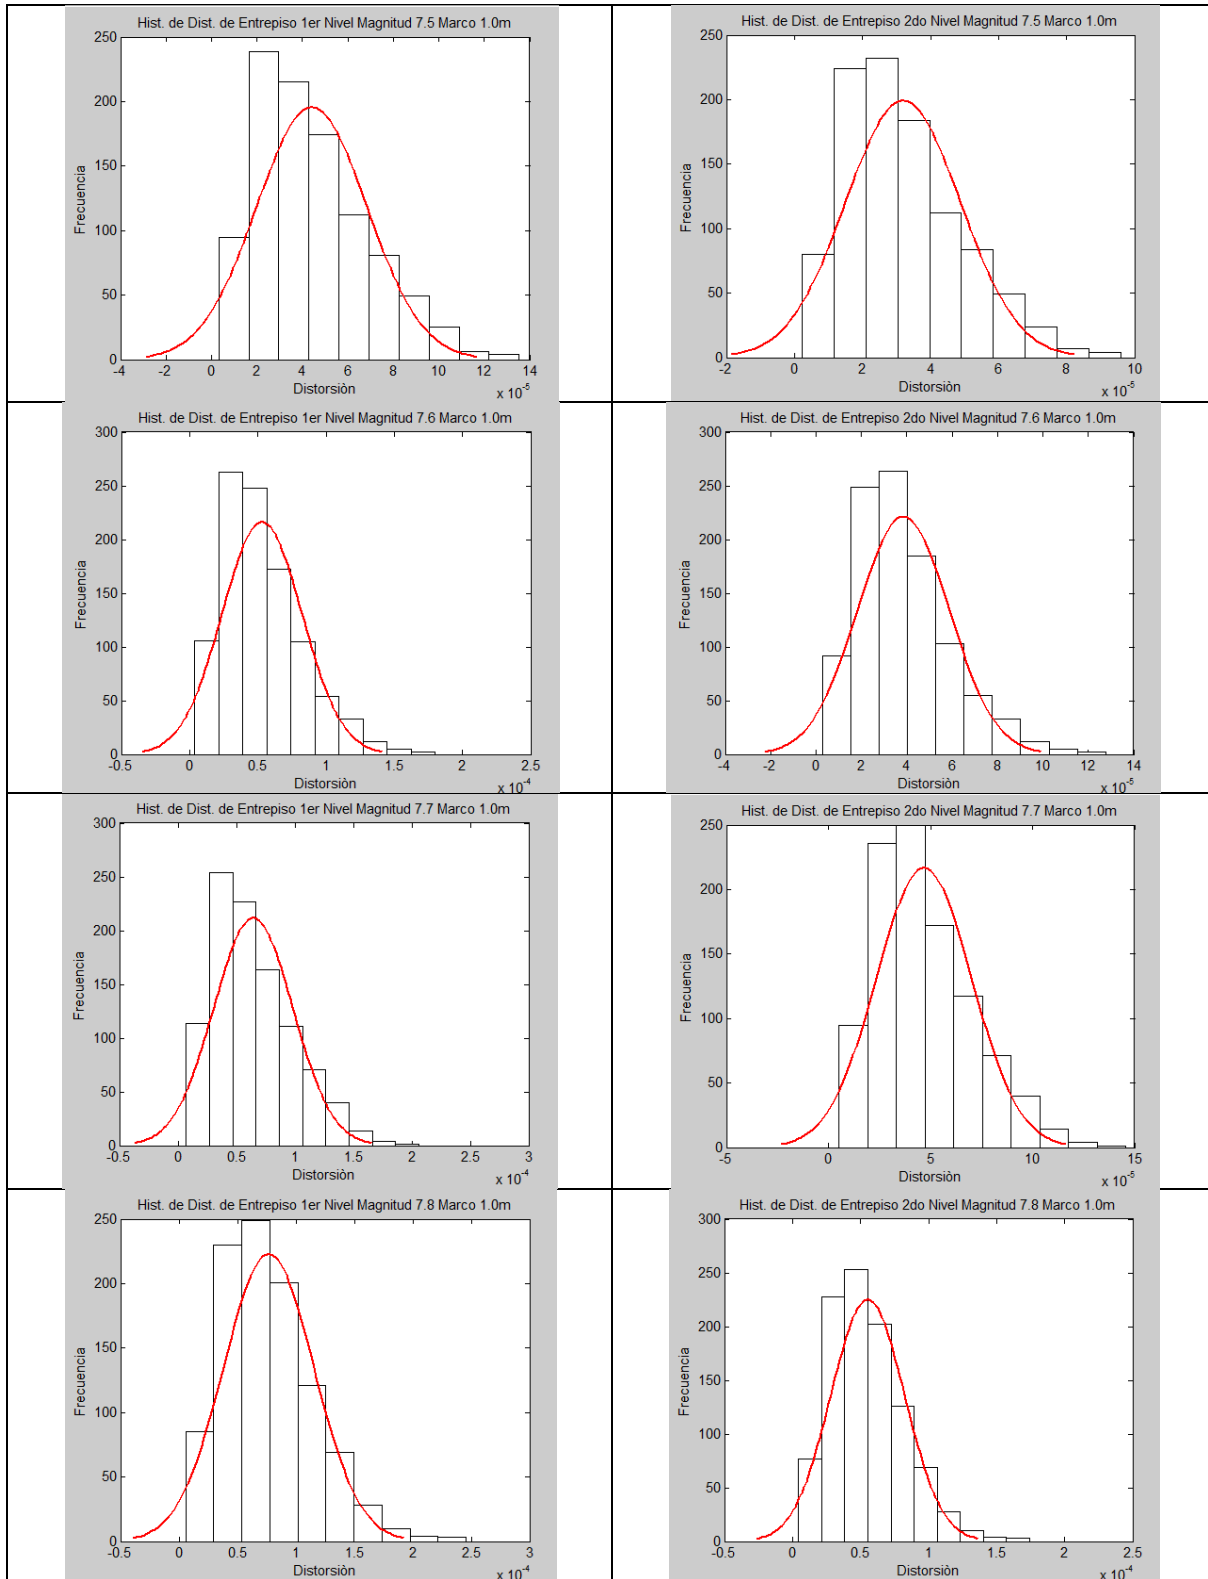 Hist. de Dist. de Entrepiso 1er Nivel Magnitud 7.5 Marco 1.0m
250
200
150
100
50
0
Frecuencia
-4 -2 0 2 4 6 8 10 12 14
Distorsiòn
x 10^-5
Hist. de Dist. de Entrepiso 2do Nivel Magnitud 7.5 Marco 1.0m
250
200
150
100
50
0
Frecuencia
-2 0 2 4 6 8 10
Distorsiòn
x 10^-5
Hist. de Dist. de Entrepiso 1er Nivel Magnitud 7.6 Marco 1.0m
300
250
200
150
100
50
0
Frecuencia
-0.5 0 0.5 1 1.5 2 2.5
Distorsiòn
x 10^-4
Hist. de Dist. de Entrepiso 2do Nivel Magnitud 7.6 Marco 1.0m
300
250
200
150
100
50
0
Frecuencia
-4 -2 0 2 4 6 8 10 12 14
Distorsiòn
x 10^-5
Hist. de Dist. de Entrepiso 1er Nivel Magnitud 7.7 Marco 1.0m
300
250
200
150
100
50
0
Frecuencia
-0.5 0 0.5 1 1.5 2 2.5 3
Distorsiòn
x 10^-4
Hist. de Dist. de Entrepiso 2do Nivel Magnitud 7.7 Marco 1.0m
250
200
150
100
50
0
Frecuencia
-5 0 5 10 15
Distorsiòn
x 10^-5
Hist. de Dist. de Entrepiso 1er Nivel Magnitud 7.8 Marco 1.0m
250
200
150
100
50
0
Frecuencia
-0.5 0 0.5 1 1.5 2 2.5 3
Distorsiòn
x 10^-4
Hist. de Dist. de Entrepiso 2do Nivel Magnitud 7.8 Marco 1.0m
300
250
200
150
100
50
0
Frecuencia
-0.5 0 0.5 1 1.5 2 2.5
Distorsiòn
x 10^-4